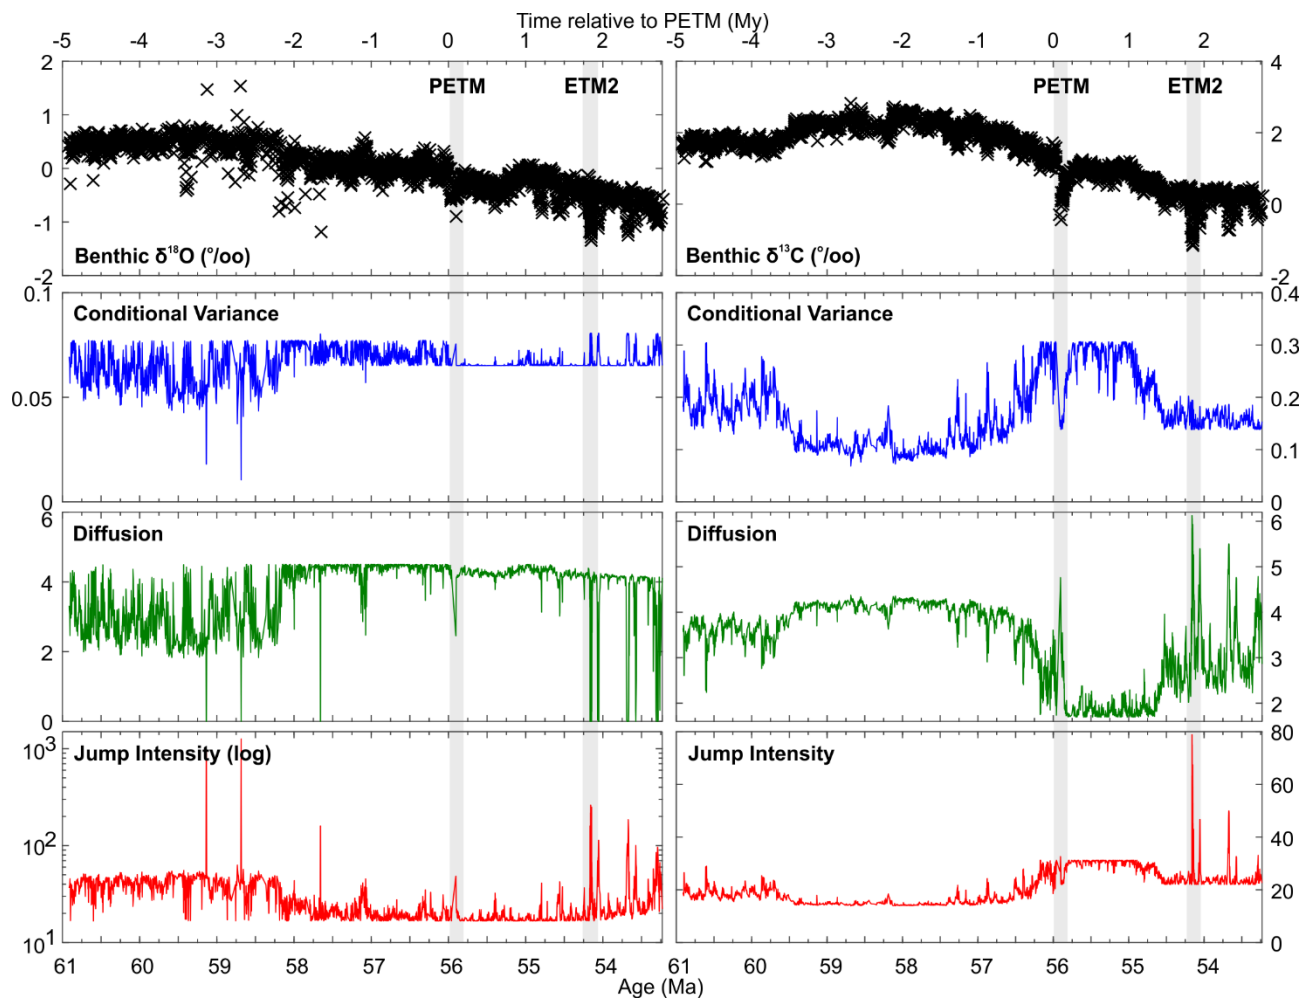 Time relative to PETM (My)
-5 -4 -3 -2 -1 0 1 2
-5 -4 -3 -2 -1 0 1 2
2
1
0
-1
-2
PETM
ETM2
Benthic δ¹⁸O (°/oo)
4
2
0
-2
PETM
ETM2
Benthic δ¹³C (°/oo)
0.1
0.05
0
Conditional Variance
0.4
0.3
0.2
0.1
0
Conditional Variance
6
4
2
0
Diffusion
6
5
4
3
2
Diffusion
10³
10²
10¹
Jump Intensity (log)
80
60
40
20
0
Jump Intensity
61 60 59 58 57 56 55 54
61 60 59 58 57 56 55 54
Age (Ma)